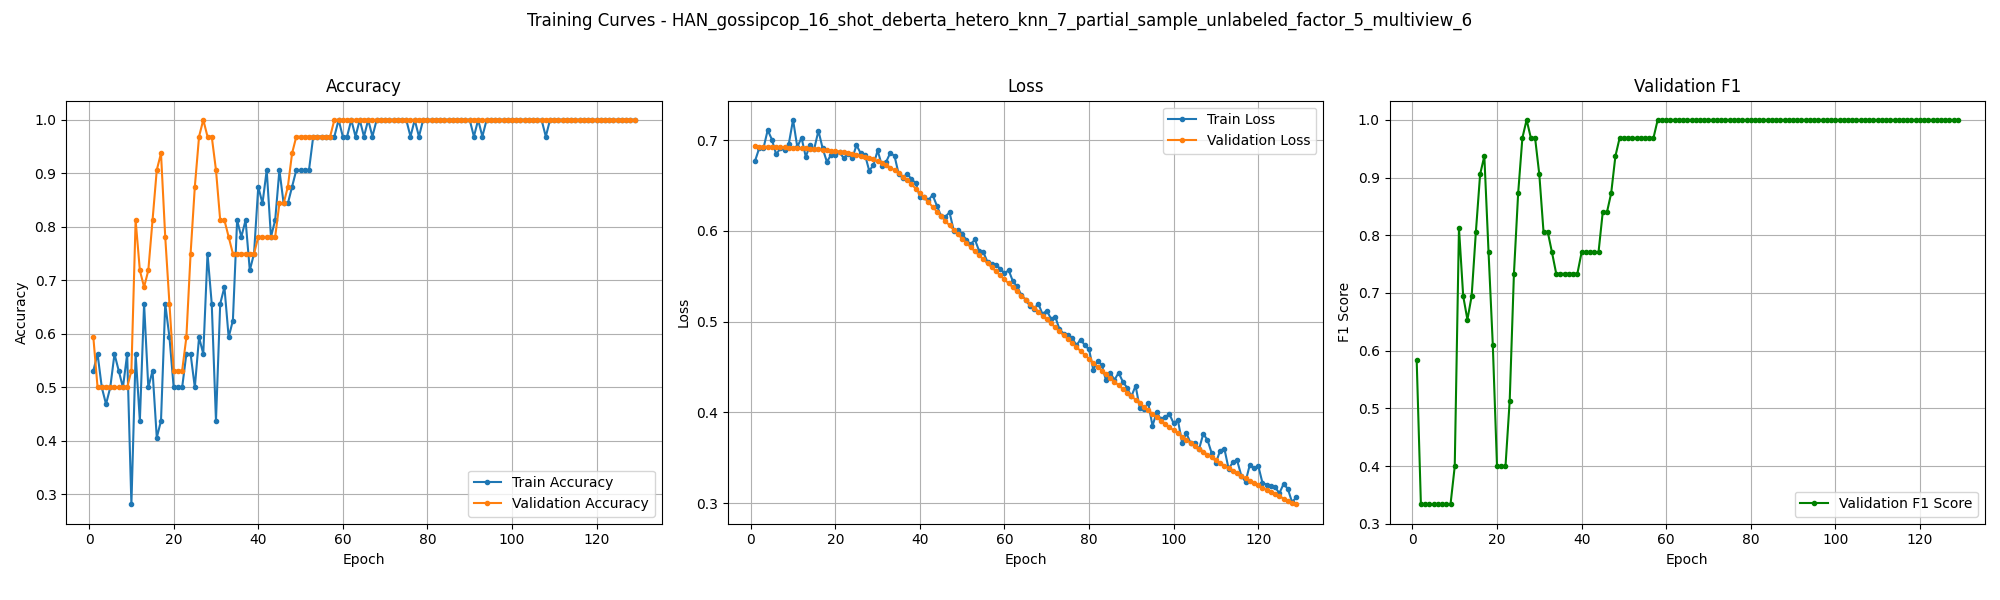 Training Curves - HAN_gossipcop_16_shot_deberta_hetero_knn_7_partial_sample_unlabeled_factor_5_multiview_6
Accuracy
Accuracy
1.0
0.9
0.8
0.7
0.6
0.5
0.4
0.3
Train Accuracy
Validation Accuracy
0 20 40 60 80 100 120
Epoch
Loss
Loss
0.7
0.6
0.5
0.4
0.3
Train Loss
Validation Loss
0 20 40 60 80 100 120
Epoch
Validation F1
F1 Score
1.0
0.9
0.8
0.7
0.6
0.5
0.4
0.3
Validation F1 Score
0 20 40 60 80 100 120
Epoch